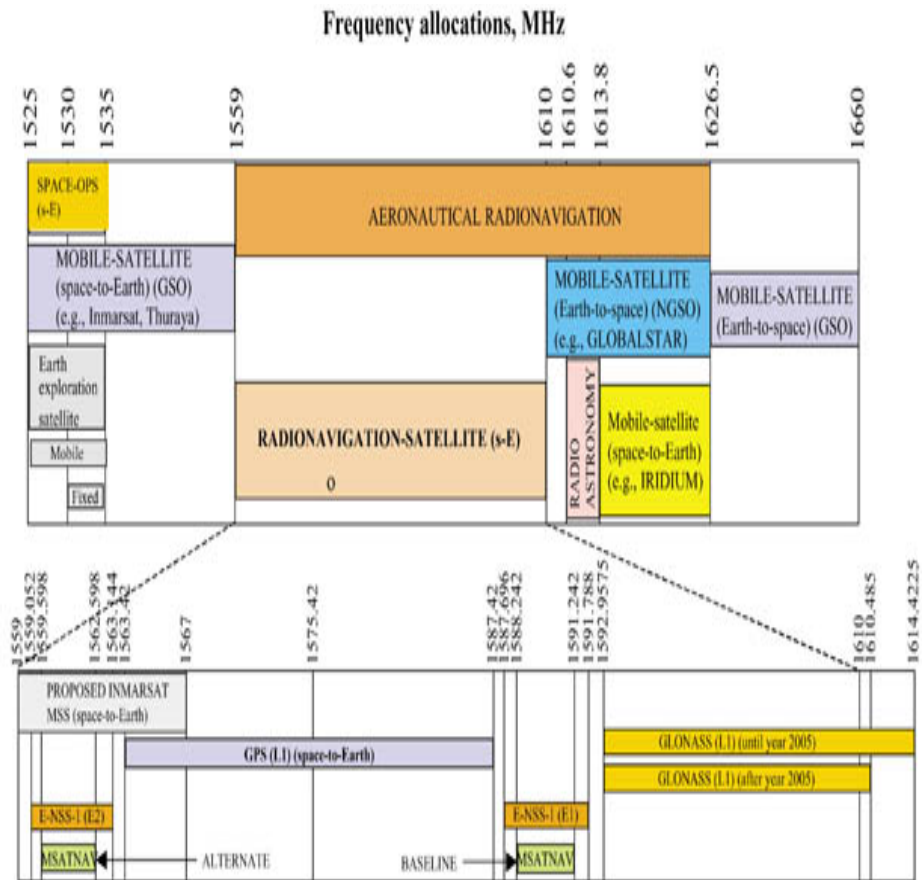 Frequency allocations, MHz
1525
1530
1535
1559
1610
1610.6
1613.8
1626.5
1660
SPACE-OPS
(s-E)
AERONAUTICAL RADIONAVIGATION
MOBILE-SATELLITE
(space-to-Earth) (GSO)
(e.g., Inmarsat, Thuraya)
MOBILE-SATELLITE
(Earth-to-space) (NGSO)
(e.g., GLOBALSTAR)
MOBILE-SATELLITE
(Earth-to-space) (GSO)
Earth
exploration
satellite
Mobile
Fixed
RADIONAVIGATION-SATELLITE (s-E)
O
RADIO
ASTRONOMY
Mobile-satellite
(space-to-Earth)
(e.g., IRIDIUM)
1559
1559.052
1559.598
1562.598
1563.144
1563.42
1567
1575.42
1587.42
1587.696
1588.242
1591.242
1591.788
1592.9575
1610
1610.485
1614.4225
PROPOSED INMARSAT
MSS (space-to-Earth)
GPS (L1) (space-to-Earth)
GLONASS (L1) (until year 2005)
GLONASS (L1) (after year 2005)
E-NSS-1 (E2)
E-NSS-1 (E1)
MSATNAV
ALTERNATE
BASELINE
MSATNAV